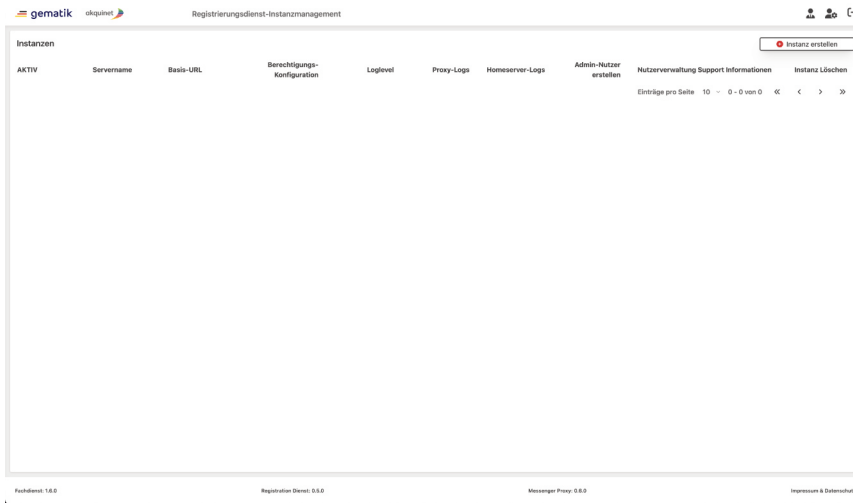 gematik okquinet Registrierungsdienst-Instanzmanagement
Instanzen
Instanz erstellen
AKTIV Servername Basis-URL Berechtigungs-Konfiguration Loglevel Proxy-Logs Homeserver-Logs Admin-Nutzer erstellen Nutzerverwaltung Support Informationen Instanz Löschen
Einträge pro Seite 10 0 - 0 von 0
Fachdienst: 1.6.0 Registration Dienst: 0.5.0 Messenger Proxy: 0.6.0 Impressum & Datenschutz